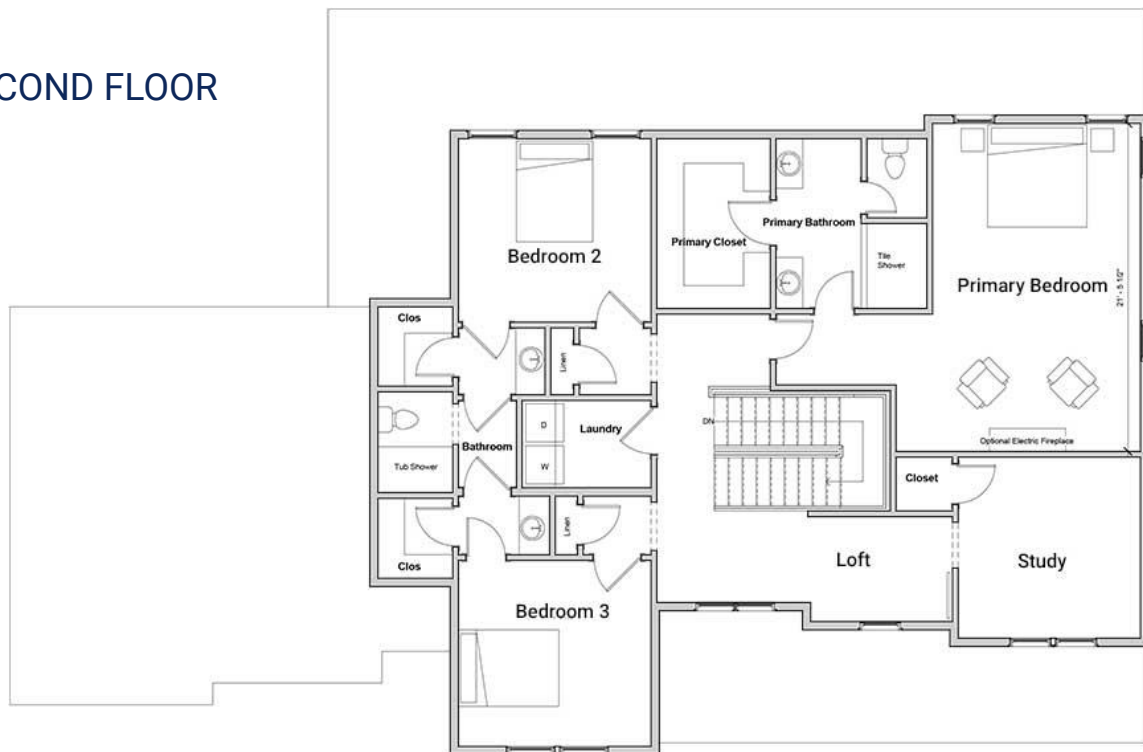 COND FLOOR
Bedroom 2
Primary Closet
Primary Bathroom
Tile
Shower
Primary Bedroom
21' - 5 1/2"
Clos
Linen
DN
D
W
Laundry
Bathroom
Tub Shower
Optional Electric Fireplace
Closet
Linen
Clos
Loft
Study
Bedroom 3